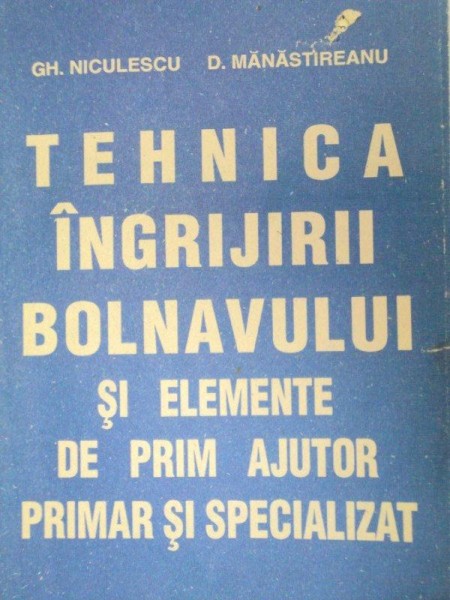 GH. NICULESCU D. MĂNĂSTIREANU
TEHNICA
ÎNGRIJIRII
BOLNAVULUI
ŞI ELEMENTE
DE PRIM AJUTOR
PRIMAR ŞI SPECIALIZAT